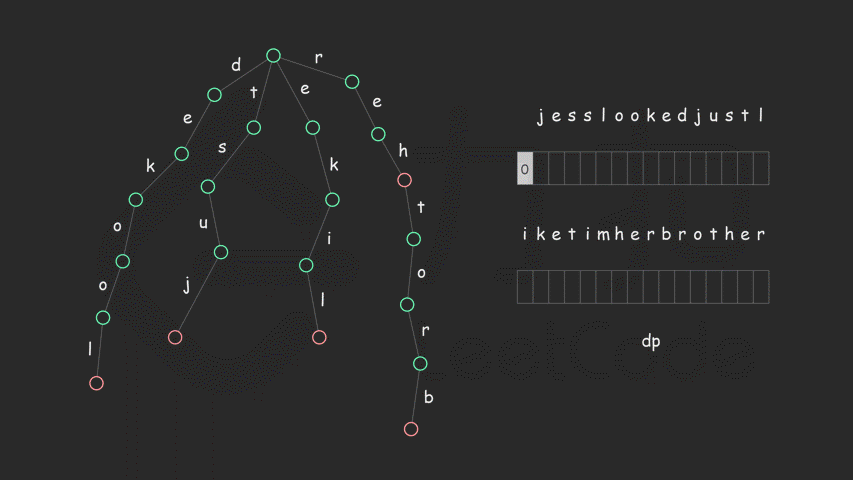 d
r
t
e
e
e
s
k
k
h
u
i
t
o
j
l
o
o
r
l
b
j e s s l o o k e d j u s t l
0
i k e t i m h e r b r o t h e r
dp